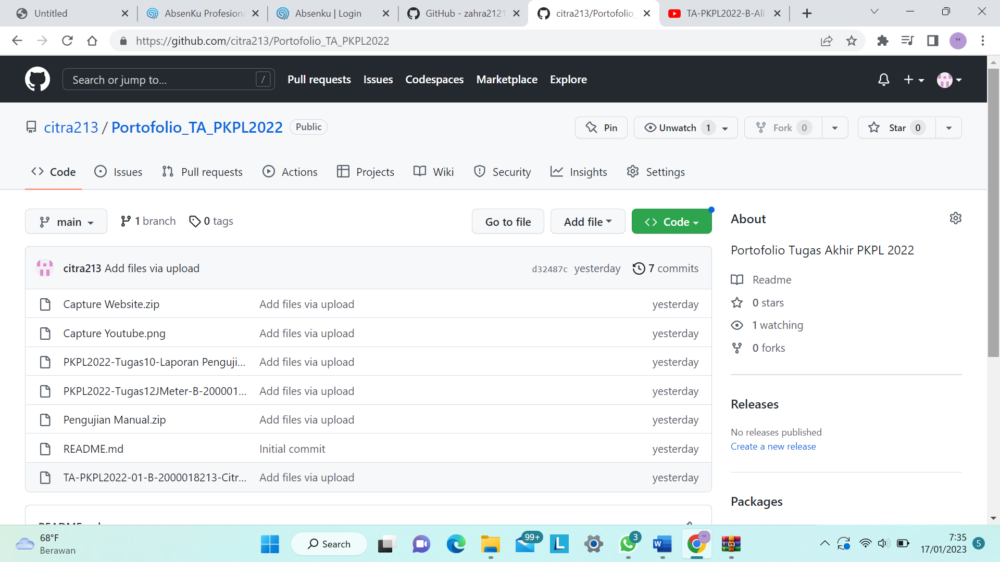 Untitled
AbsenKu Profesiona
Absenku | Login
GitHub - zahra2121
citra213/Portofolio_
TA-PKPL2022-B-Ali
https://github.com/citra213/Portofolio_TA_PKPL2022
Search or jump to... /
Pull requests Issues Codespaces Marketplace Explore
citra213 / Portofolio_TA_PKPL2022 Public
Pin Unwatch 1 Fork 0 Star 0
Code Issues Pull requests Actions Projects Wiki Security Insights Settings
main 1 branch 0 tags Go to file Add file Code
citra213 Add files via upload d32487c yesterday 7 commits
Capture Website.zip Add files via upload yesterday
Capture Youtube.png Add files via upload yesterday
PKPL2022-Tugas10-Laporan Penguji... Add files via upload yesterday
PKPL2022-Tugas12JMeter-B-200001... Add files via upload yesterday
Pengujian Manual.zip Add files via upload yesterday
README.md Initial commit yesterday
TA-PKPL2022-01-B-2000018213-Citr... Add files via upload yesterday
About
Portofolio Tugas Akhir PKPL 2022
Readme
0 stars
1 watching
0 forks
Releases
No releases published
Create a new release
Packages
68°F
Berawan
Search
99+
L
3
W
7:35
17/01/2023
5